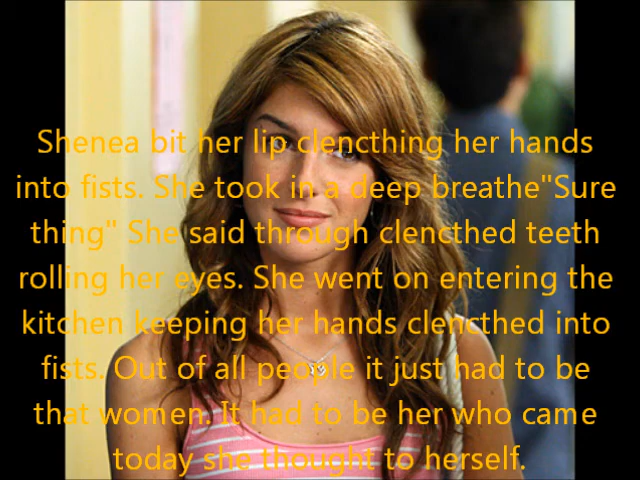 Shenea bit her lip clencthing her hands
into fists. She took in a deep breathe"Sure
thing" She said through clencthed teeth
rolling her eyes. She went on entering the
kitchen keeping her hands clencthed into
fists. Out of all people it just had to be
that women. It had to be her who came
today she thought to herself.